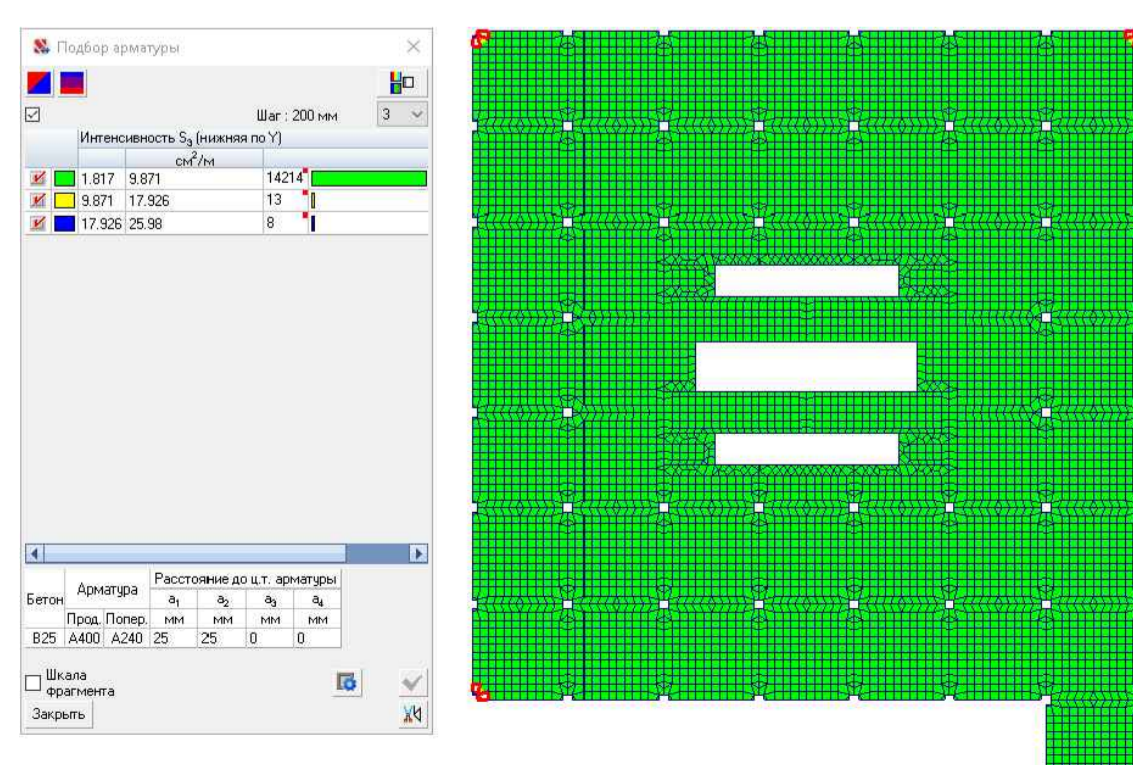 Подбор арматуры
Шаг : 200 мм 3
Интенсивность S3 (нижняя по Y)
см2/м
1.817 9.871 14214
9.871 17.926 13
17.926 25.98 8
Бетон Арматура Расстояние до ц.т. арматуры
a1 a2 a3 a4
Прод. Попер. мм мм мм мм
B25 A400 A240 25 25 0 0
Шкала
фрагмента
Закрыть